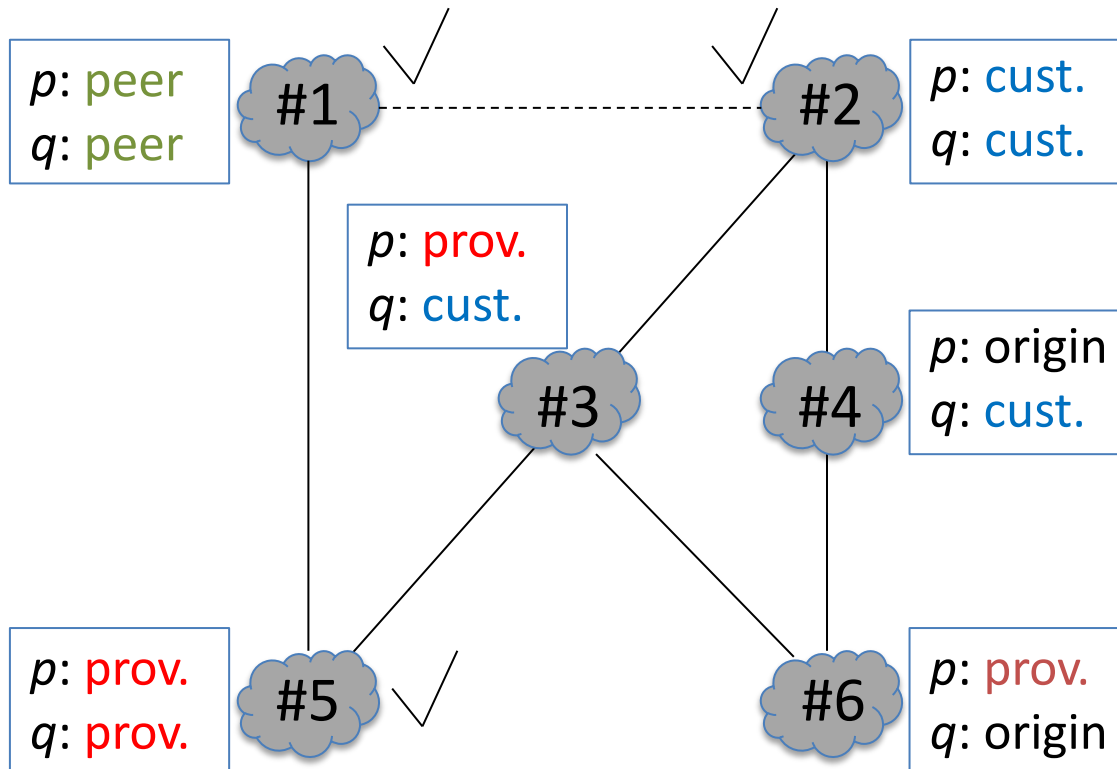 p: peer
q: peer
#1
#2
p: cust.
q: cust.
p: prov.
q: cust.
#3
#4
p: origin
q: cust.
p: prov.
q: prov.
#5
#6
p: prov.
q: origin